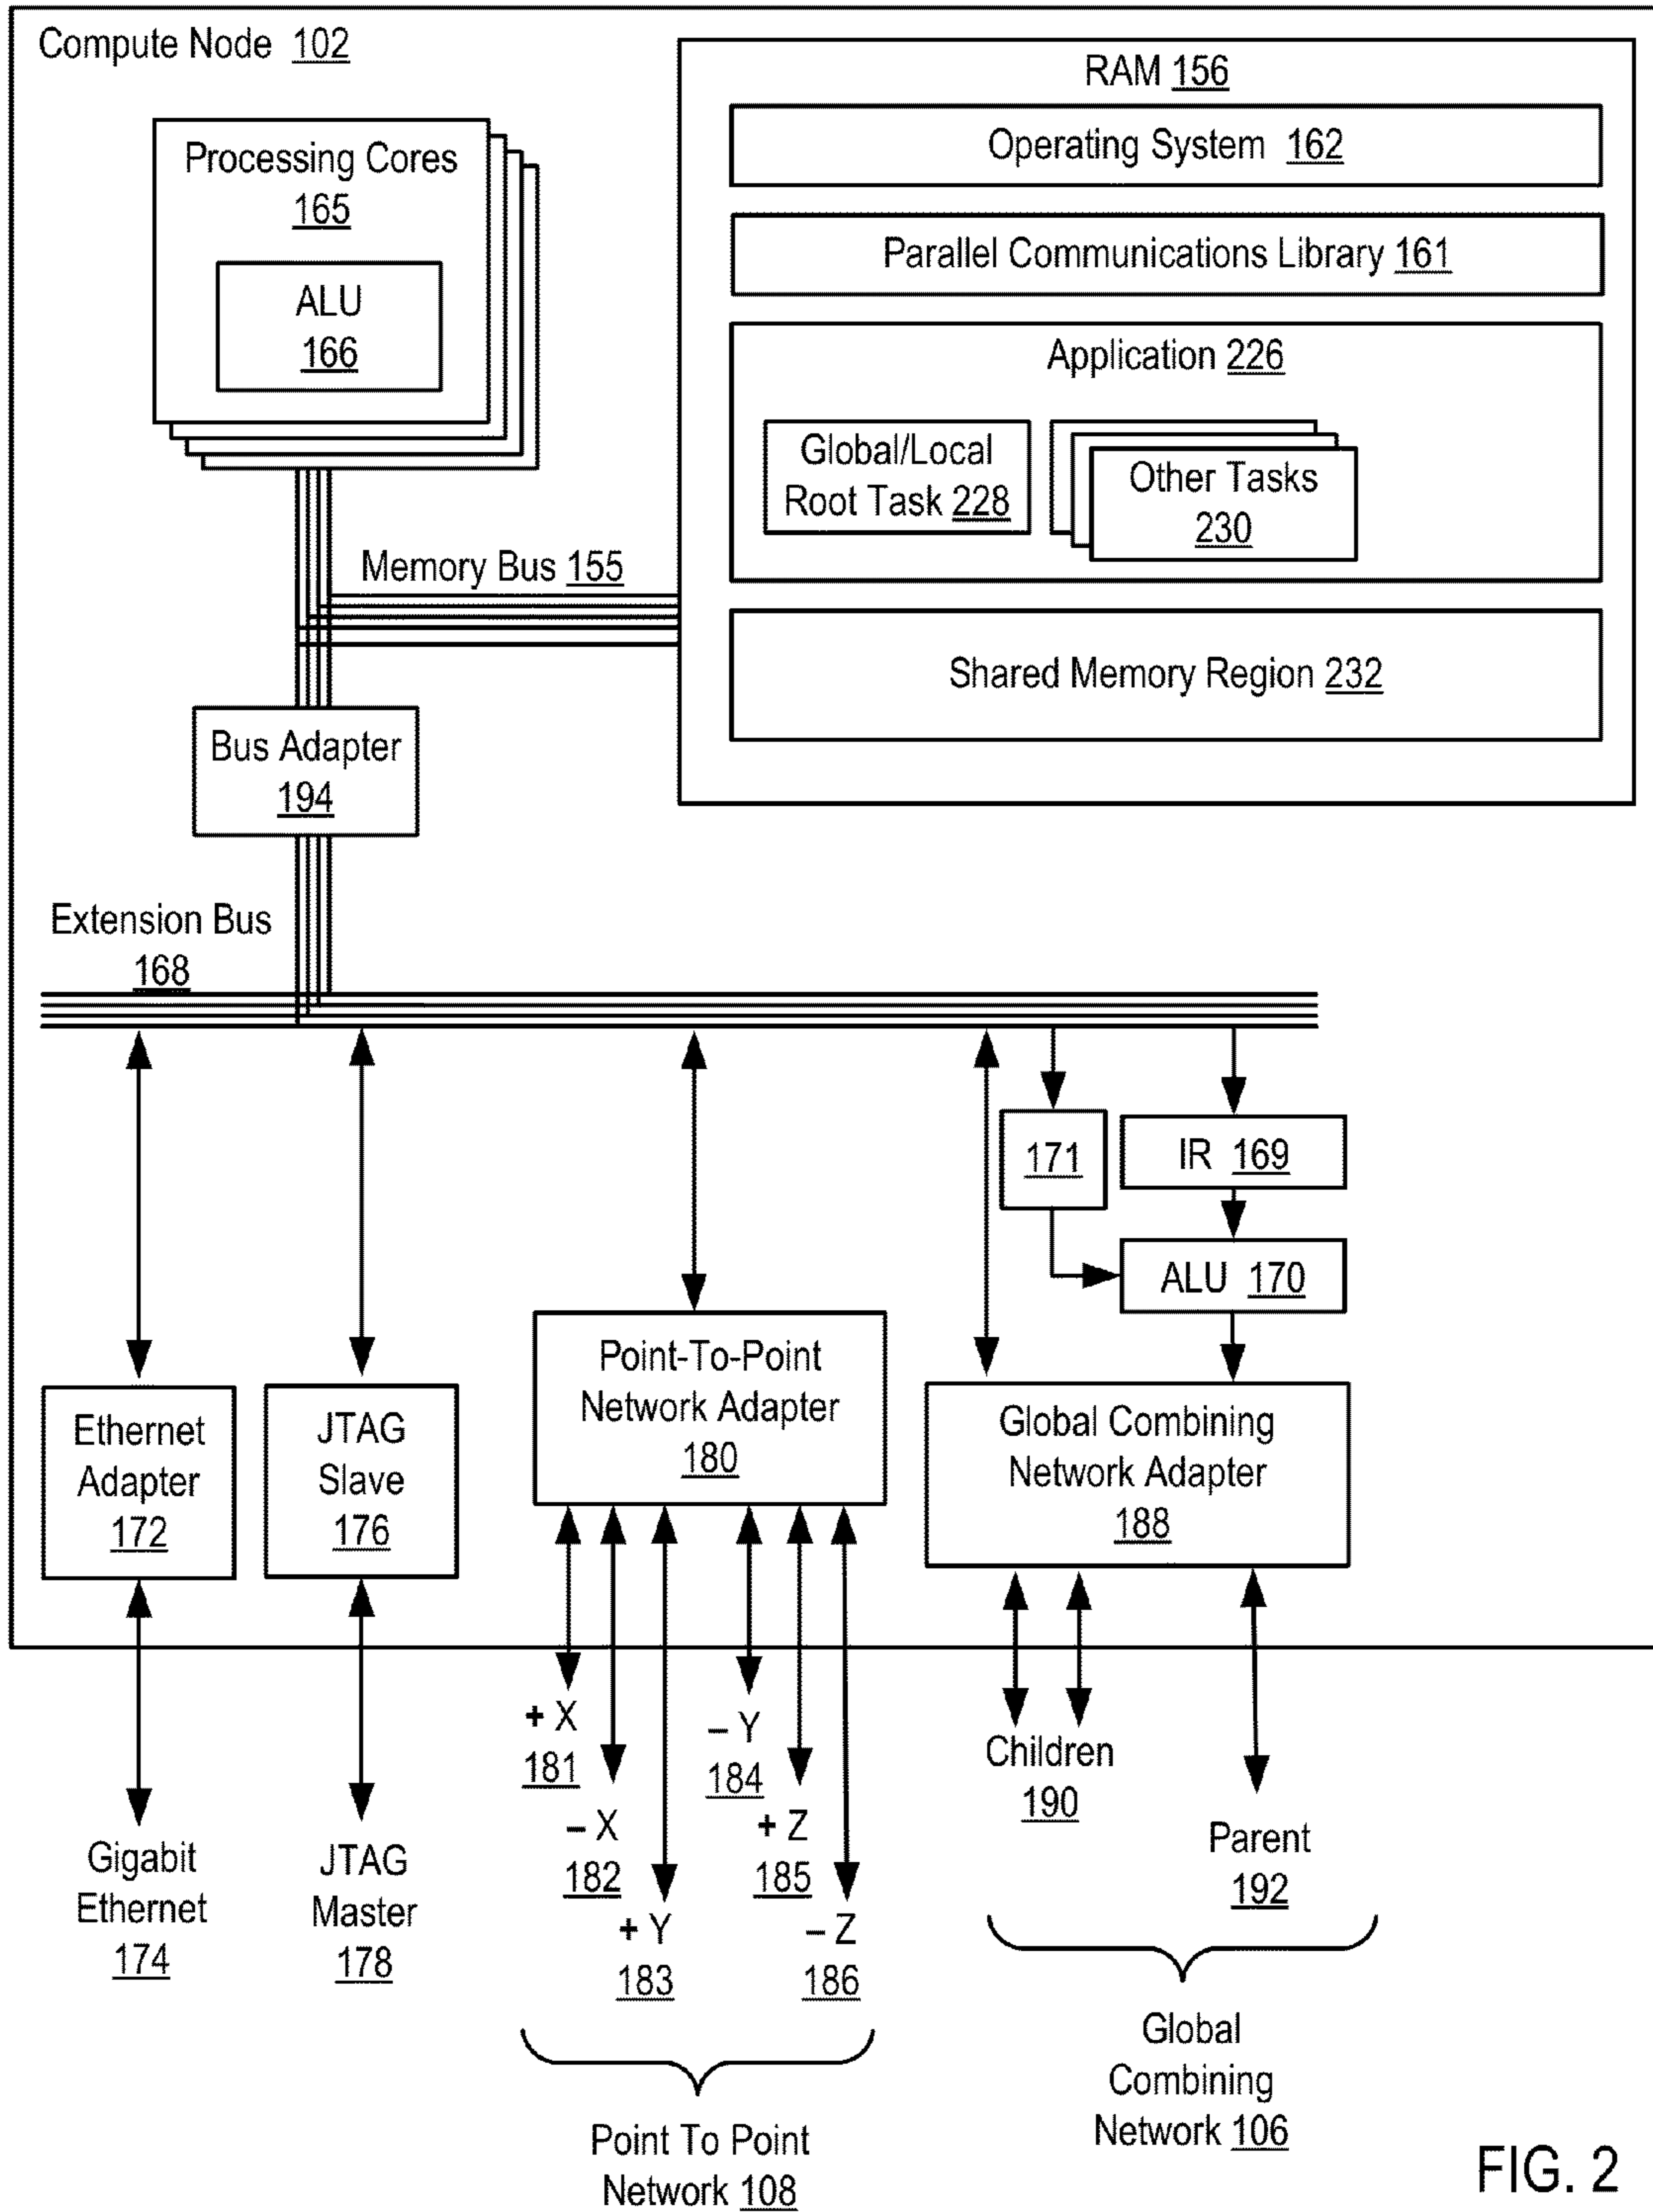 Compute Node 102
RAM 156
Operating System 162
Parallel Communications Library 161
Application 226
Global/Local
Root Task 228
Other Tasks
230
Shared Memory Region 232
Processing Cores
165
ALU
166
Memory Bus 155
Bus Adapter
194
Extension Bus
168
171
IR 169
ALU 170
Ethernet
Adapter
172
JTAG
Slave
176
Point-To-Point
Network Adapter
180
Global Combining
Network Adapter
188
Gigabit
Ethernet
174
JTAG
Master
178
+ X
181
– X
182
+ Y
183
– Y
184
+ Z
185
– Z
186
Children
190
Parent
192
Point To Point
Network 108
Global
Combining
Network 106
FIG. 2